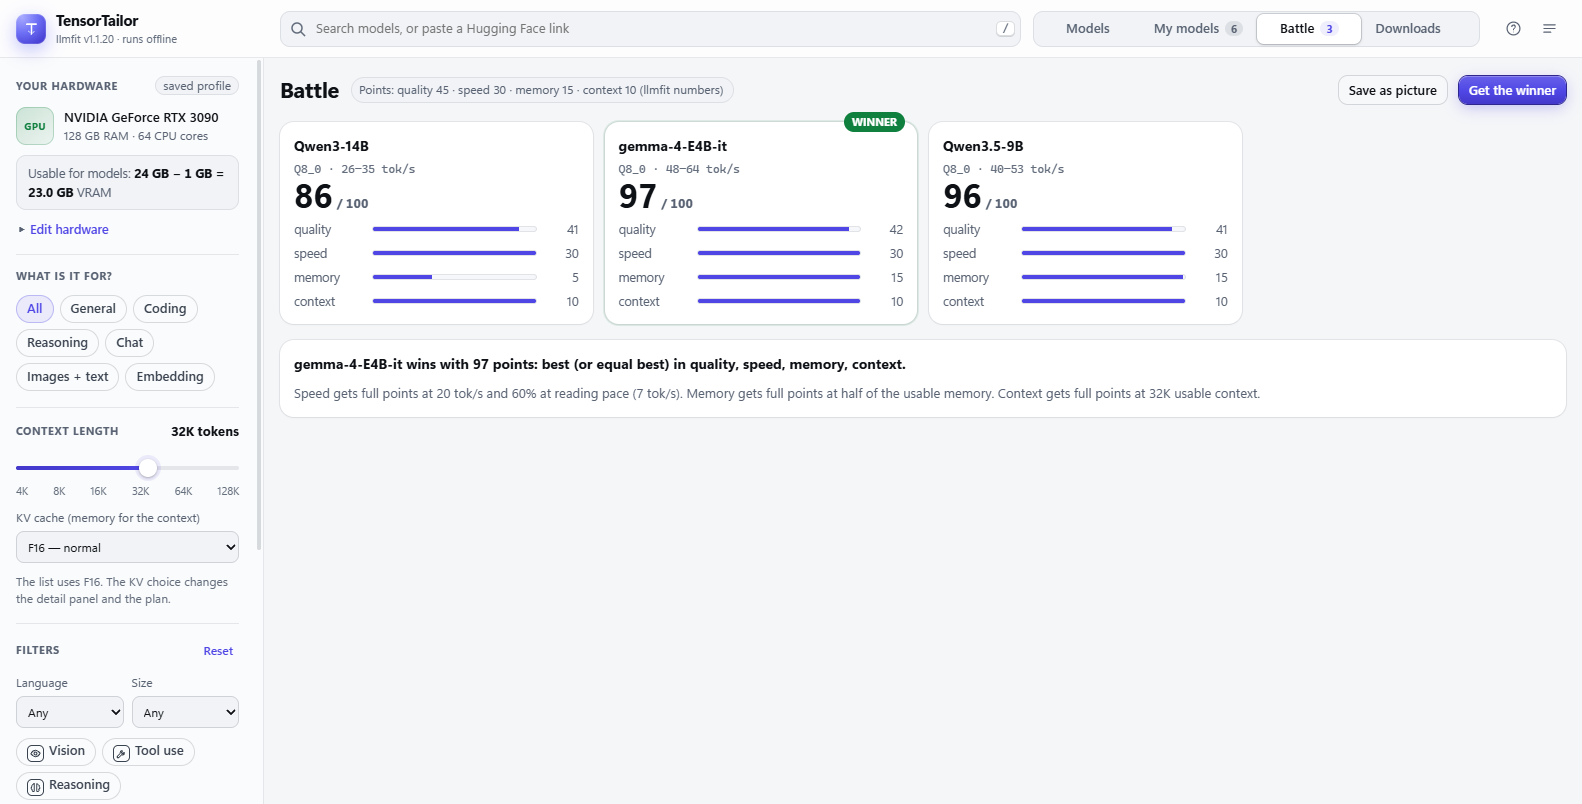 TensorTailor
llmfit v1.1.20 · runs offline
Search models, or paste a Hugging Face link
/
Models
My models 6
Battle 3
Downloads
YOUR HARDWARE
saved profile
GPU
NVIDIA GeForce RTX 3090
128 GB RAM · 64 CPU cores
Usable for models: 24 GB − 1 GB =
23.0 GB VRAM
Edit hardware
WHAT IS IT FOR?
All
General
Coding
Reasoning
Chat
Images + text
Embedding
CONTEXT LENGTH
32K tokens
4K 8K 16K 32K 64K 128K
KV cache (memory for the context)
F16 — normal
The list uses F16. The KV choice changes
the detail panel and the plan.
FILTERS
Reset
Language
Size
Any
Any
Vision
Tool use
Reasoning
Battle
Points: quality 45 · speed 30 · memory 15 · context 10 (llmfit numbers)
Save as picture
Get the winner
Qwen3-14B
Q8_0 · 26–35 tok/s
86 / 100
quality 41
speed 30
memory 5
context 10
WINNER
gemma-4-E4B-it
Q8_0 · 48–64 tok/s
97 / 100
quality 42
speed 30
memory 15
context 10
Qwen3.5-9B
Q8_0 · 40–53 tok/s
96 / 100
quality 41
speed 30
memory 15
context 10
gemma-4-E4B-it wins with 97 points: best (or equal best) in quality, speed, memory, context.
Speed gets full points at 20 tok/s and 60% at reading pace (7 tok/s). Memory gets full points at half of the usable memory. Context gets full points at 32K usable context.